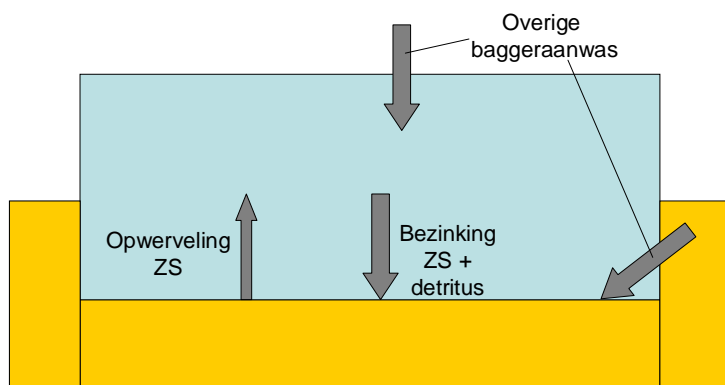 Overige
baggeraanwas
Opwerveling
ZS
Bezinking
ZS +
detritus